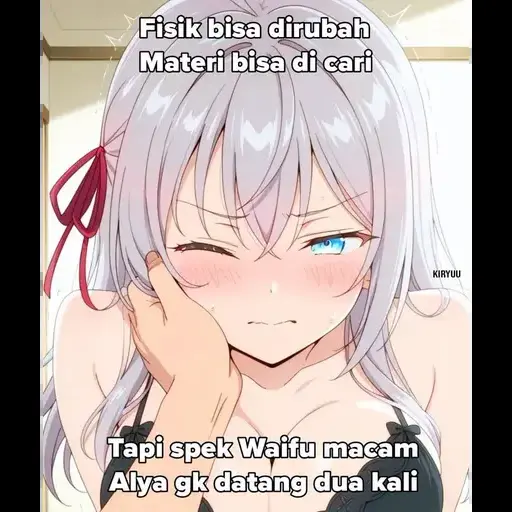 Fisik bisa dirubah
Materi bisa di cari
KIRYUU
Tapi spek Waifu macam
Alya gk datang dua kali